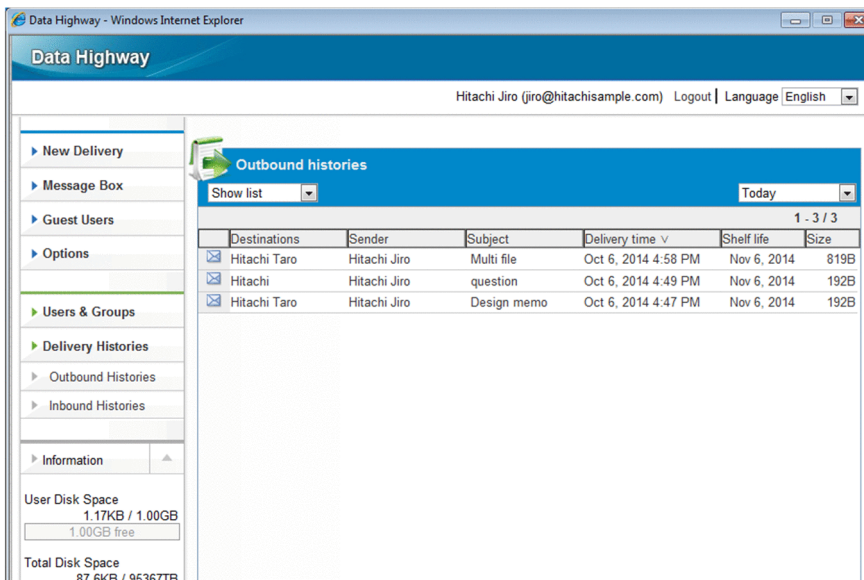 Data Highway - Windows Internet Explorer
Data Highway
Hitachi Jiro (jiro@hitachisample.com) Logout | Language English
New Delivery
Message Box
Guest Users
Options
Users & Groups
Delivery Histories
Outbound Histories
Inbound Histories
Information
User Disk Space
1.17KB / 1.00GB
1.00GB free
Total Disk Space
87.6KB / 95367TB
Outbound histories
Show list Today
1 - 3 / 3
Destinations Sender Subject Delivery time ∨ Shelf life Size
Hitachi Taro Hitachi Jiro Multi file Oct 6, 2014 4:58 PM Nov 6, 2014 819B
Hitachi Hitachi Jiro question Oct 6, 2014 4:49 PM Nov 6, 2014 192B
Hitachi Taro Hitachi Jiro Design memo Oct 6, 2014 4:47 PM Nov 6, 2014 192B